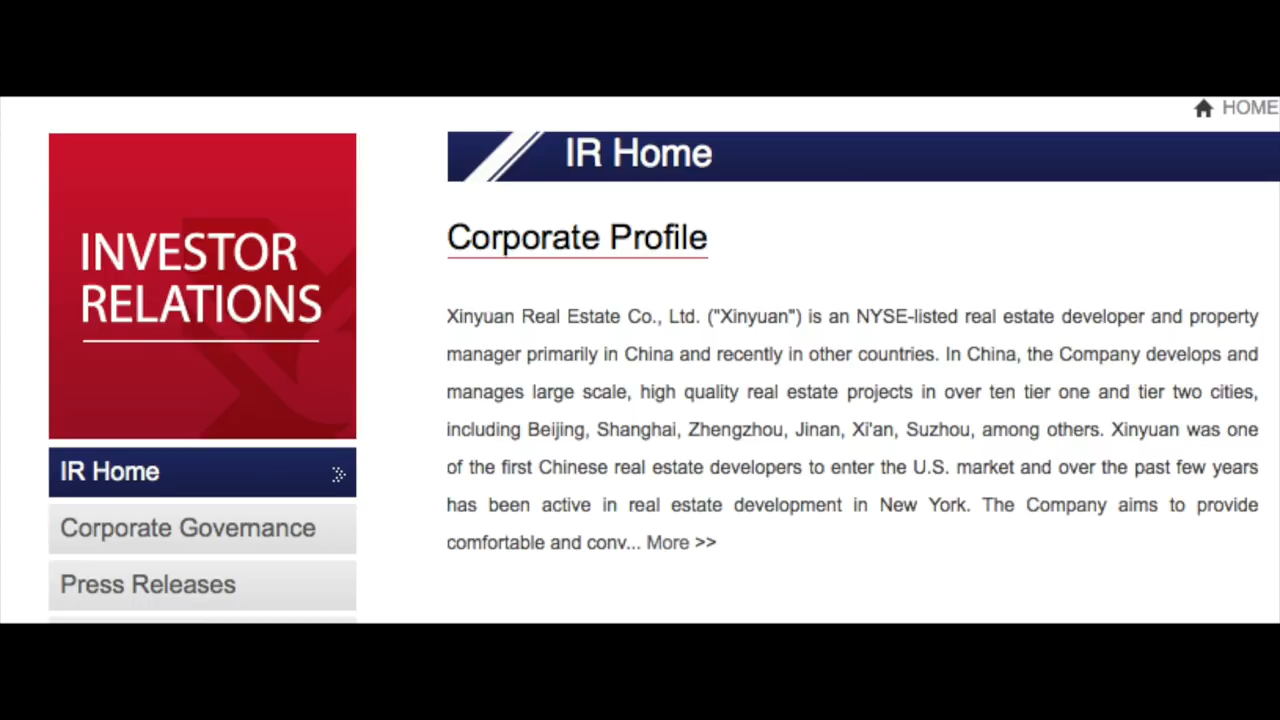 HOME
IR Home
INVESTOR
RELATIONS
IR Home
Corporate Governance
Press Releases
Corporate Profile
Xinyuan Real Estate Co., Ltd. ("Xinyuan") is an NYSE-listed real estate developer and property
manager primarily in China and recently in other countries. In China, the Company develops and
manages large scale, high quality real estate projects in over ten tier one and tier two cities,
including Beijing, Shanghai, Zhengzhou, Jinan, Xi'an, Suzhou, among others. Xinyuan was one
of the first Chinese real estate developers to enter the U.S. market and over the past few years
has been active in real estate development in New York. The Company aims to provide
comfortable and conv... More >>